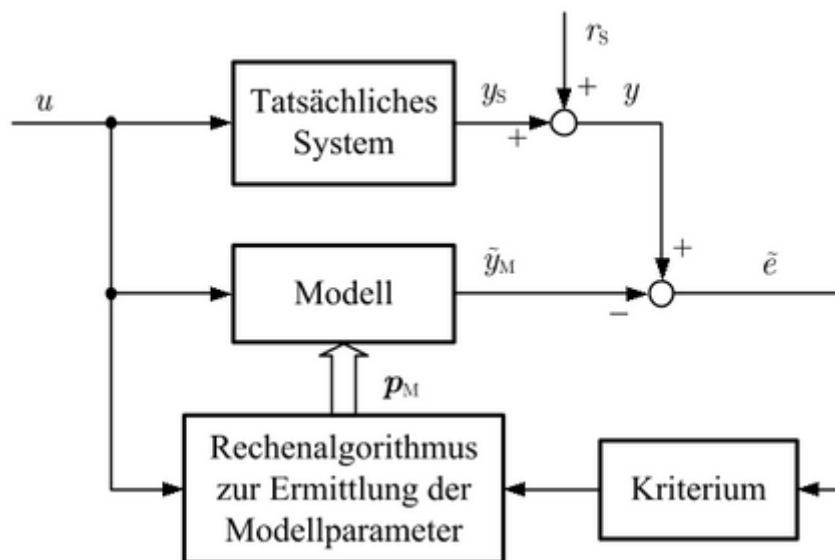 r_S
u
Tatsächliches
System
y_S
+
+
y
Modell
ỹ_M
+
−
ẽ
p_M
Rechenalgorithmus
zur Ermittlung der
Modellparameter
Kriterium